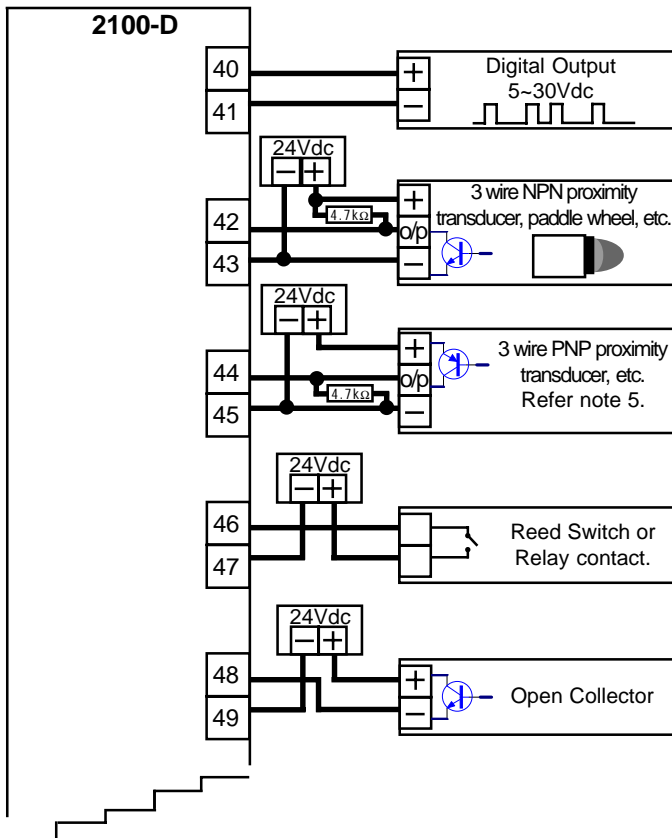 2100-D
40
+
Digital Output
5~30Vdc
41
−
24Vdc
− +
42
+
3 wire NPN proximity
4.7kΩ
o/p
transducer, paddle wheel, etc.
43
−
24Vdc
− +
44
+
3 wire PNP proximity
o/p
transducer, etc.
4.7kΩ
Refer note 5.
45
−
24Vdc
− +
46
Reed Switch or
47
Relay contact.
24Vdc
− +
48
+
Open Collector
49
−